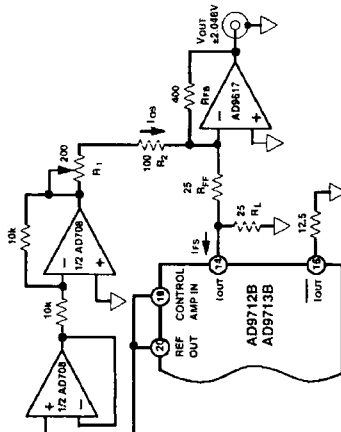 VOUT
±2.048V
400
RFB
AD9617
−
+
IOS
200
R1
100
R2
10k
1/2 AD708
−
+
10k
1/2 AD708
+
−
25
RFF
IFS
25
RL
12.5
14
16
19
20
IOUT
IOUT
CONTROL
AMP IN
REF
OUT
AD9712B
AD9713B